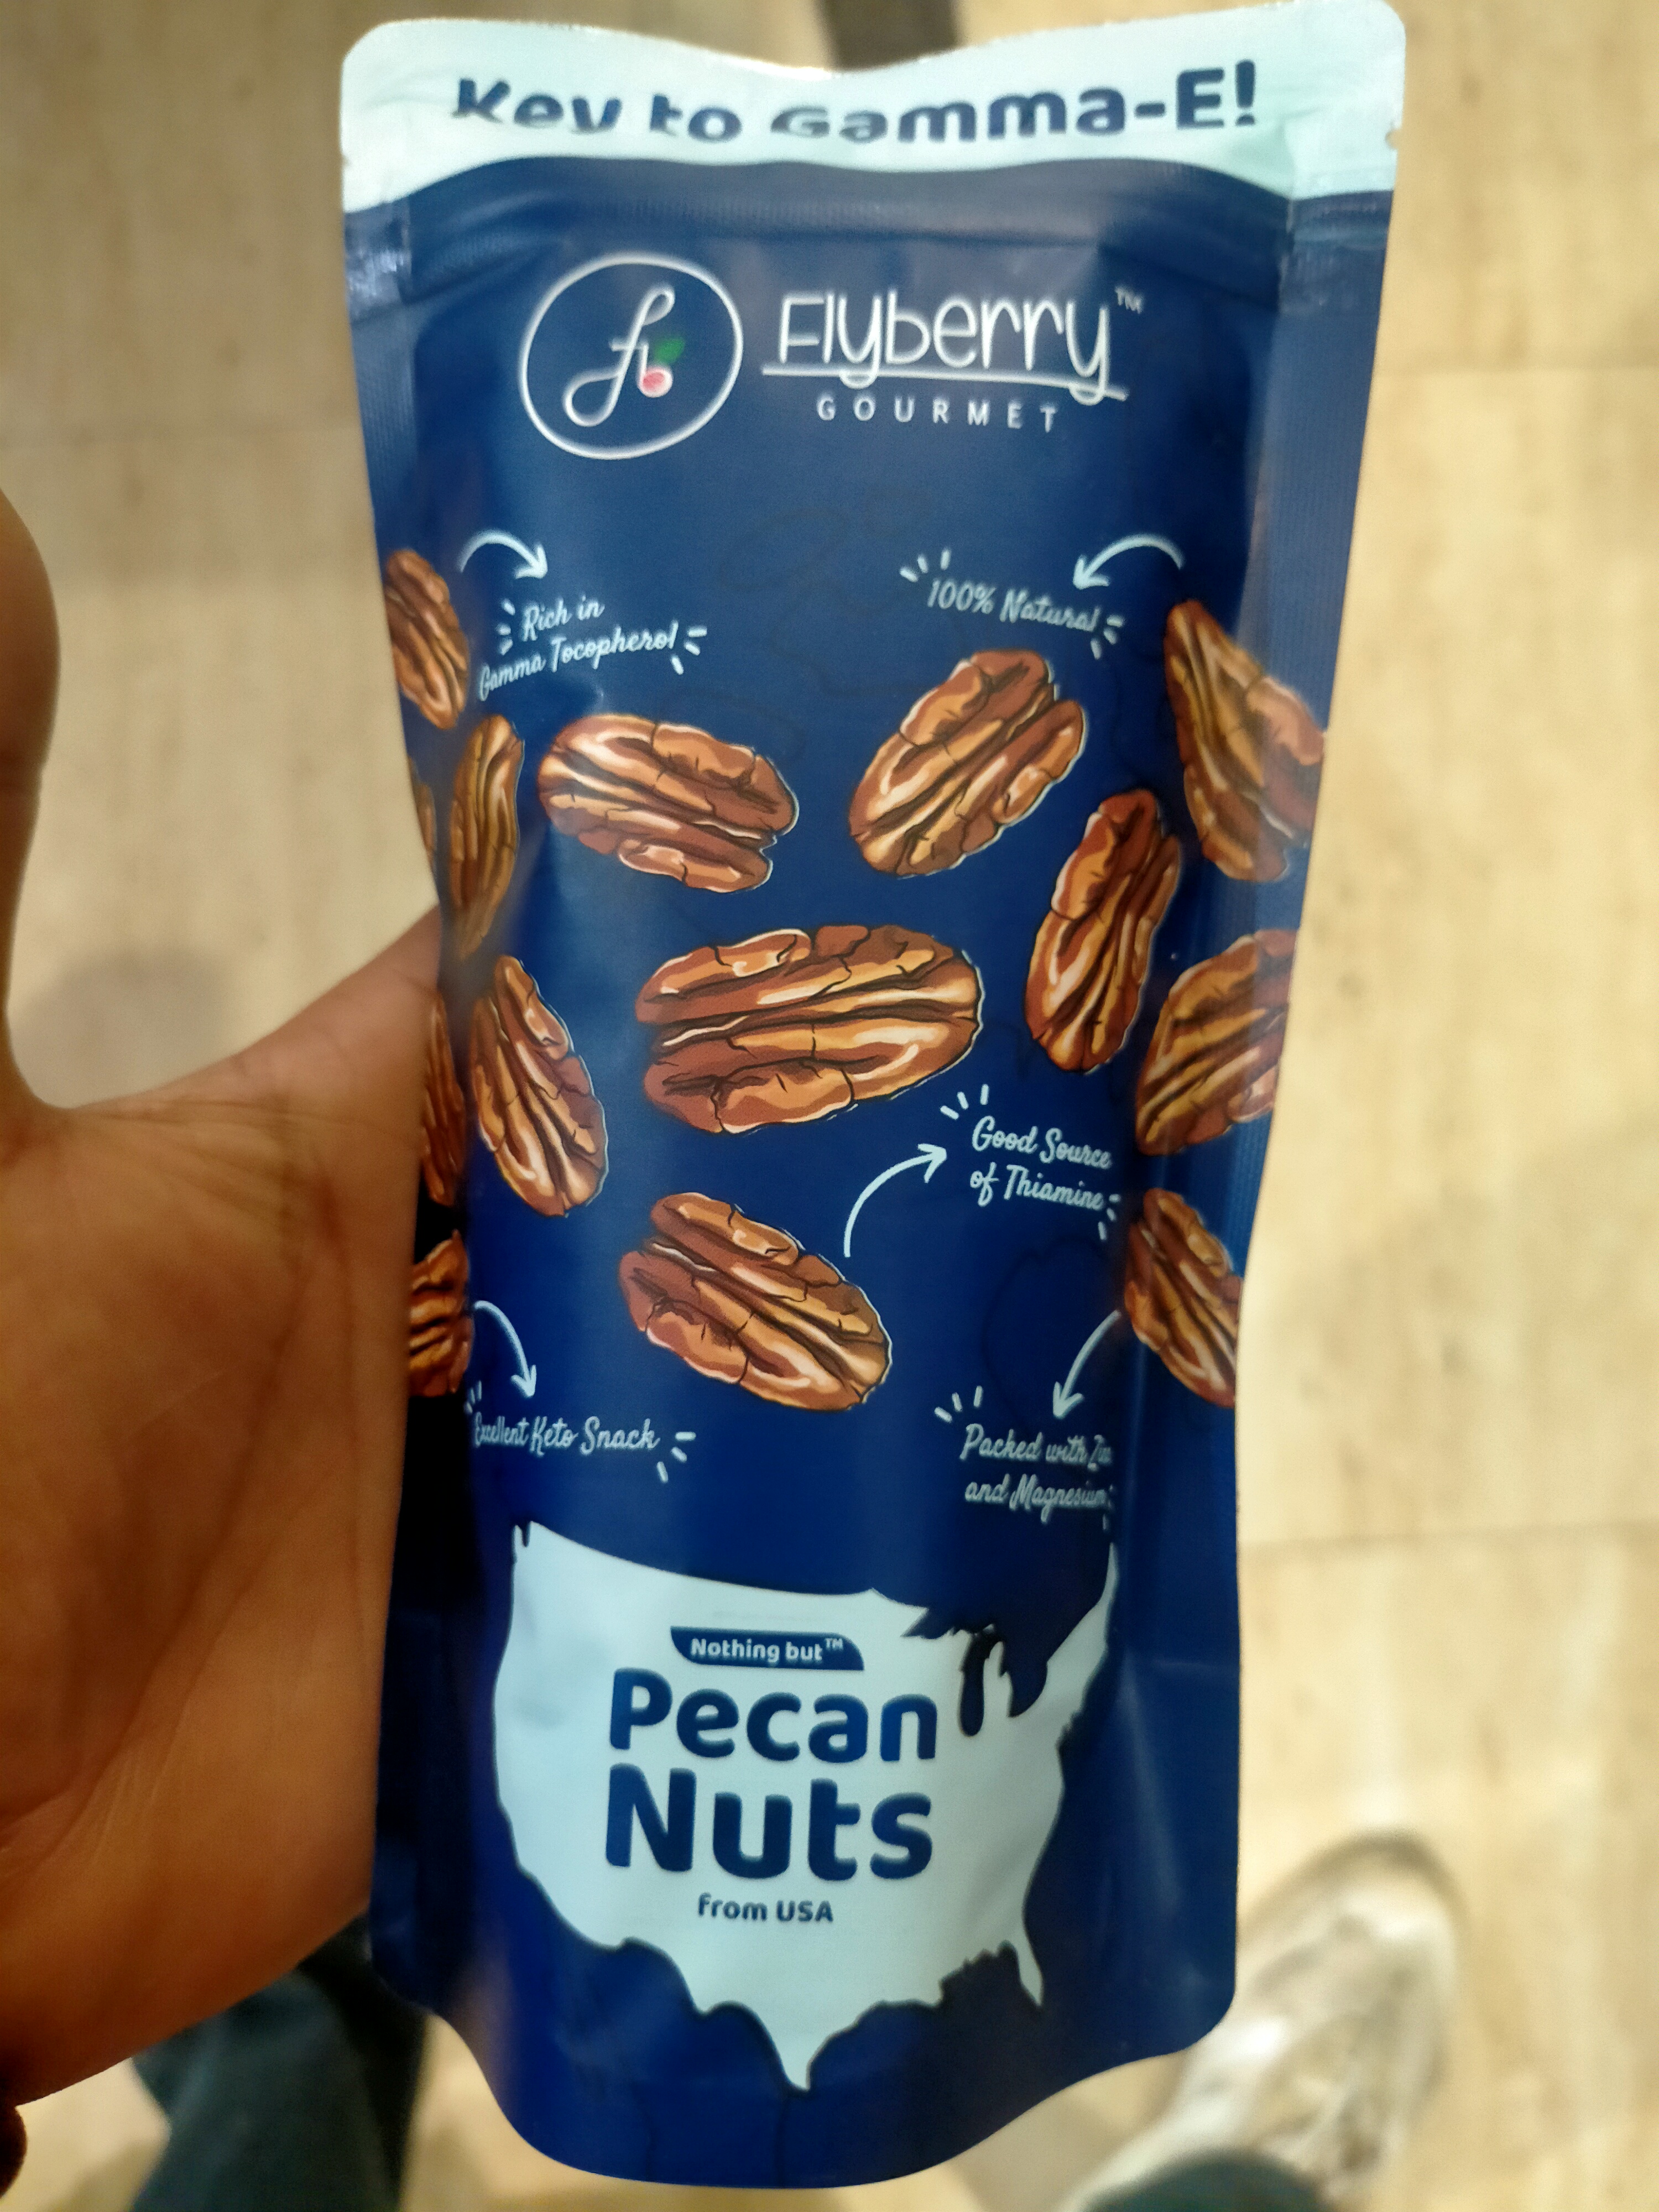 Key to Gamma-E!
Flyberry™
GOURMET
Rich in
Gamma Tocopherol
100% Natural
Good Source
of Thiamine
Excellent Keto Snack
Packed with
and Magnesium
Nothing but™
Pecan
Nuts
from USA